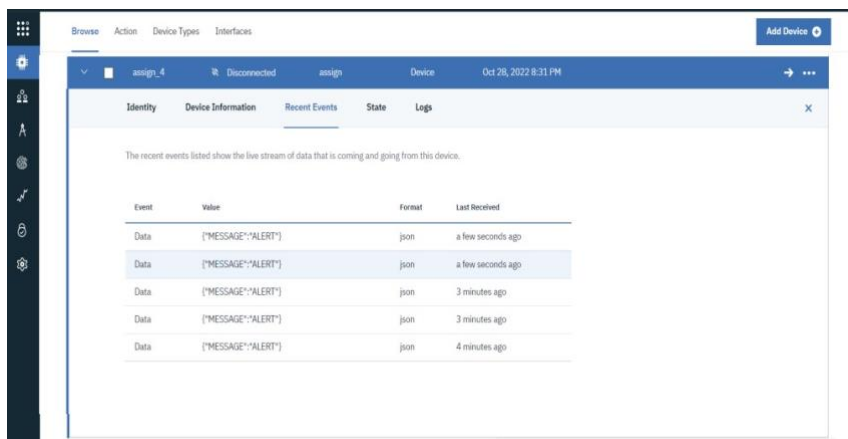 Browse Action Device Types Interfaces Add Device
assign_4 Disconnected assign Device Oct 28, 2022 8:31 PM
Identity Device Information Recent Events State Logs
The recent events listed show the live stream of data that is coming and going from this device.
Event Value Format Last Received
Data {"MESSAGE":"ALERT"} json a few seconds ago
Data {"MESSAGE":"ALERT"} json a few seconds ago
Data {"MESSAGE":"ALERT"} json 3 minutes ago
Data {"MESSAGE":"ALERT"} json 3 minutes ago
Data {"MESSAGE":"ALERT"} json 4 minutes ago